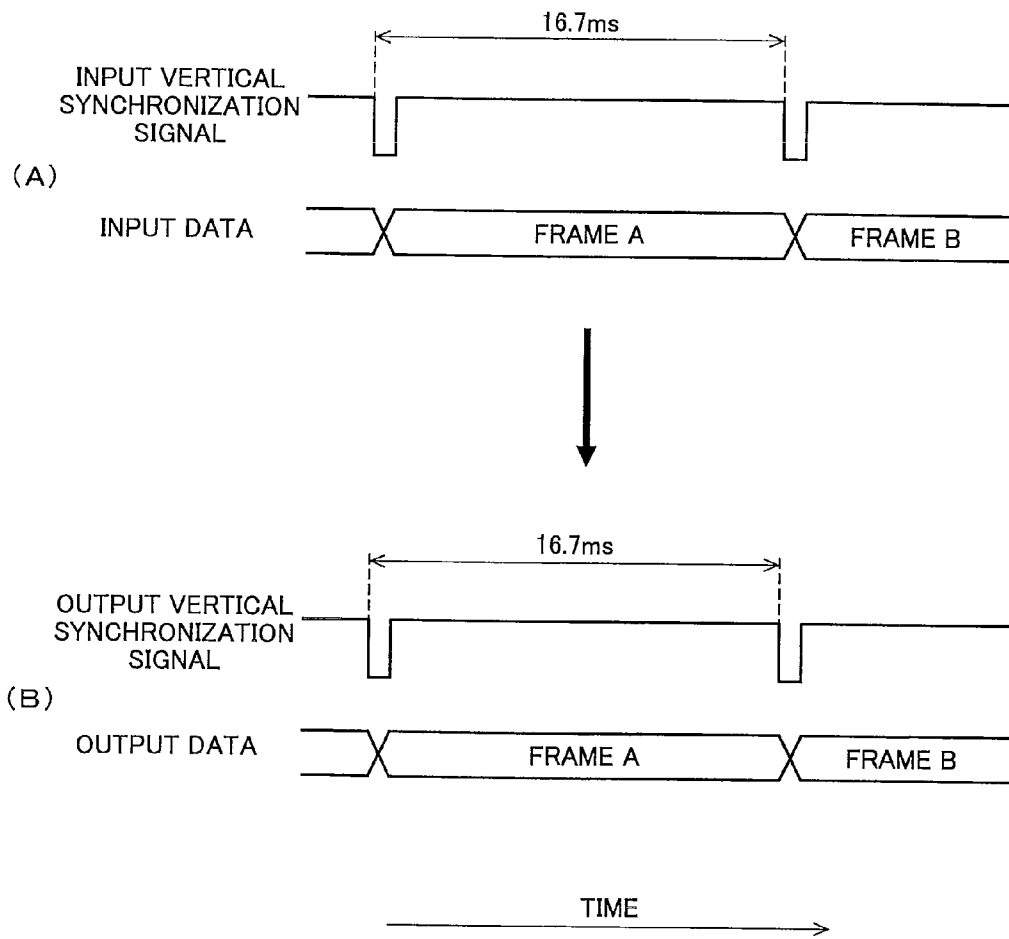 16.7ms
INPUT VERTICAL
SYNCHRONIZATION
SIGNAL
(A)
INPUT DATA
FRAME A
FRAME B
16.7ms
OUTPUT VERTICAL
SYNCHRONIZATION
SIGNAL
(B)
OUTPUT DATA
FRAME A
FRAME B
TIME